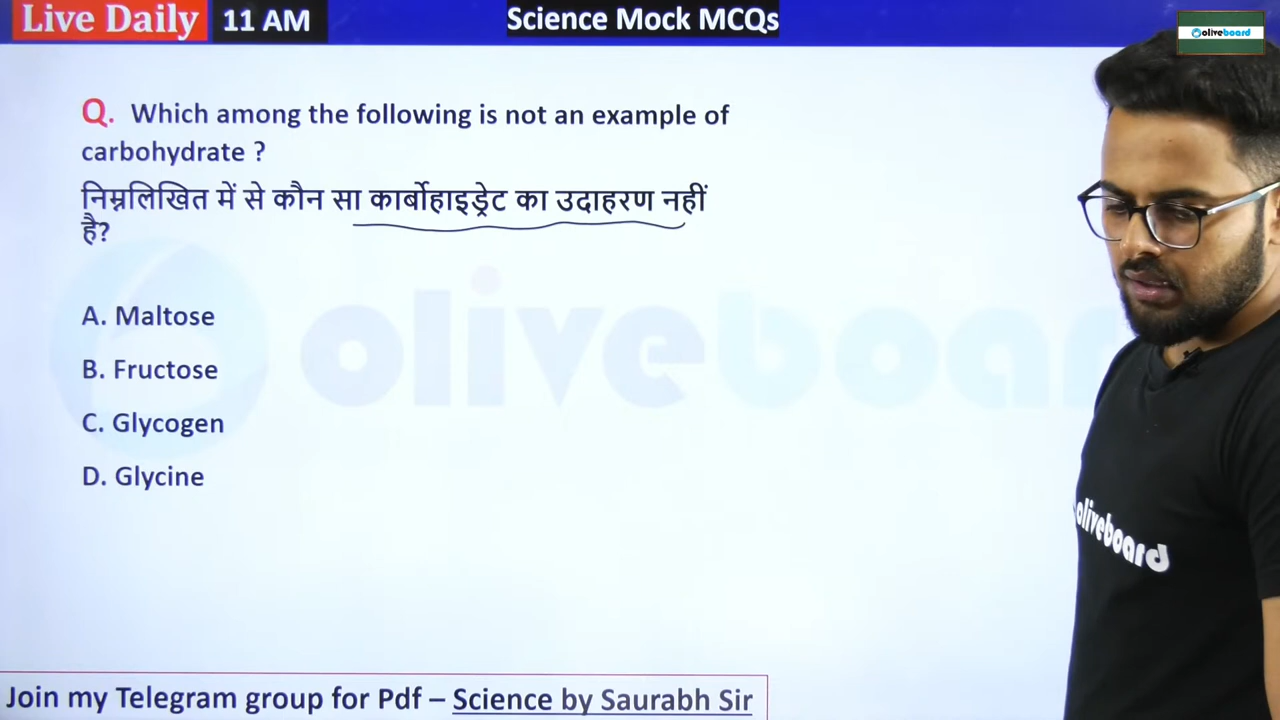 Live Daily 11 AM
Science Mock MCQs
oliveboard
Q. Which among the following is not an example of
carbohydrate ?
निम्नलिखित में से कौन सा कार्बोहाइड्रेट का उदाहरण नहीं
है?
A. Maltose
B. Fructose
C. Glycogen
D. Glycine
oliveboard
oliveboard
Join my Telegram group for Pdf – Science by Saurabh Sir